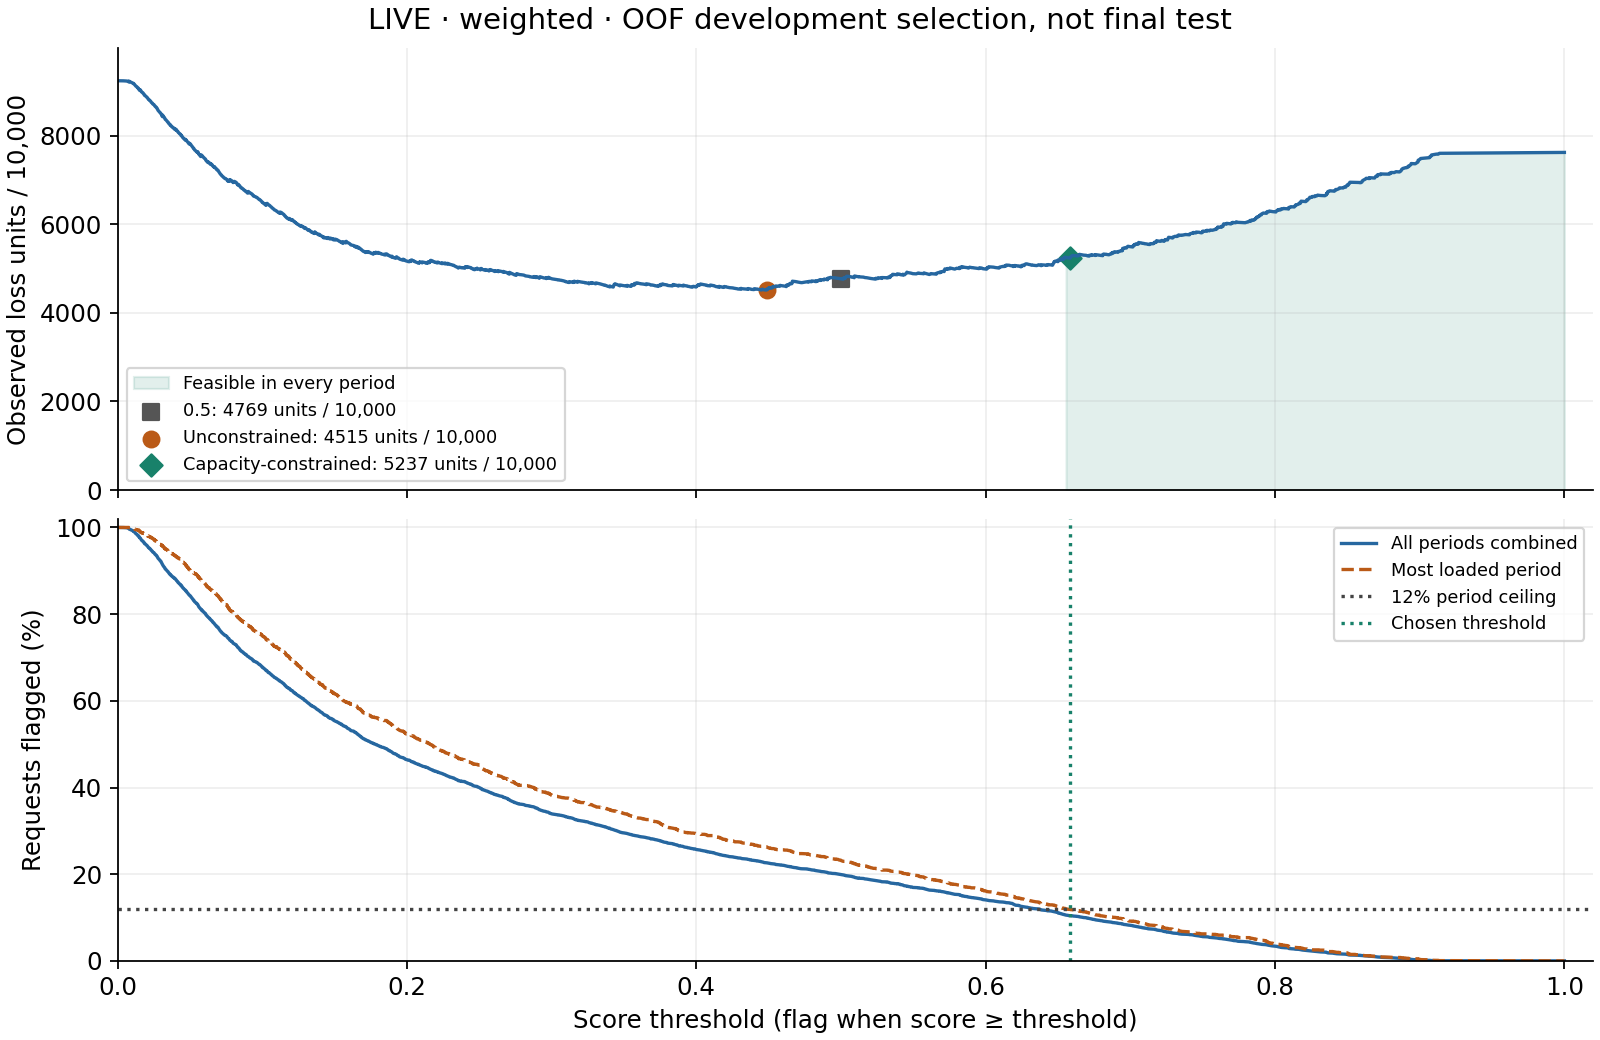 LIVE · weighted · OOF development selection, not final test
Observed loss units / 10,000
8000
6000
4000
2000
0
Feasible in every period
0.5: 4769 units / 10,000
Unconstrained: 4515 units / 10,000
Capacity-constrained: 5237 units / 10,000
Requests flagged (%)
100
80
60
40
20
0
All periods combined
Most loaded period
12% period ceiling
Chosen threshold
0.0 0.2 0.4 0.6 0.8 1.0
Score threshold (flag when score ≥ threshold)